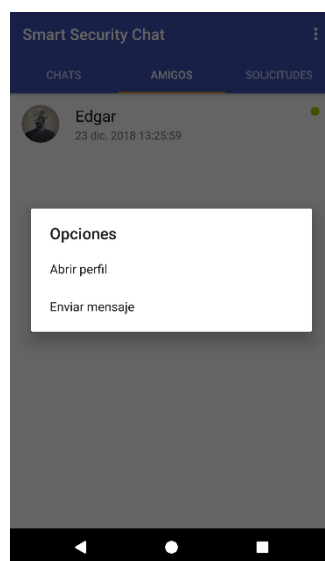 Smart Security Chat
CHATS AMIGOS SOLICITUDES
Edgar
23 dic. 2018 13:25:59
Opciones
Abrir perfil
Enviar mensaje